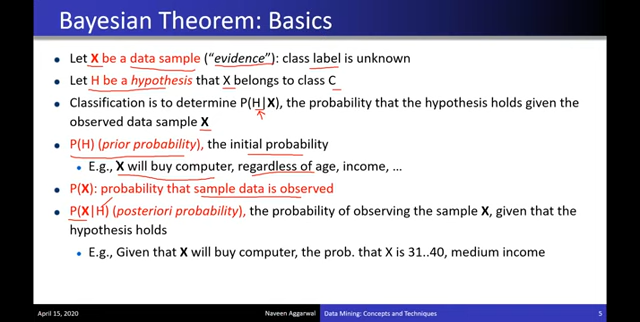 Bayesian Theorem: Basics
• Let X be a data sample ("evidence"): class label is unknown
• Let H be a hypothesis that X belongs to class C
• Classification is to determine P(H|X), the probability that the hypothesis holds given the
observed data sample X
• P(H) (prior probability), the initial probability
• E.g., X will buy computer, regardless of age, income, ...
• P(X): probability that sample data is observed
• P(X|H) (posteriori probability), the probability of observing the sample X, given that the
hypothesis holds
• E.g., Given that X will buy computer, the prob. that X is 31..40, medium income
April 15, 2020 Naveen Aggarwal Data Mining: Concepts and Techniques 5